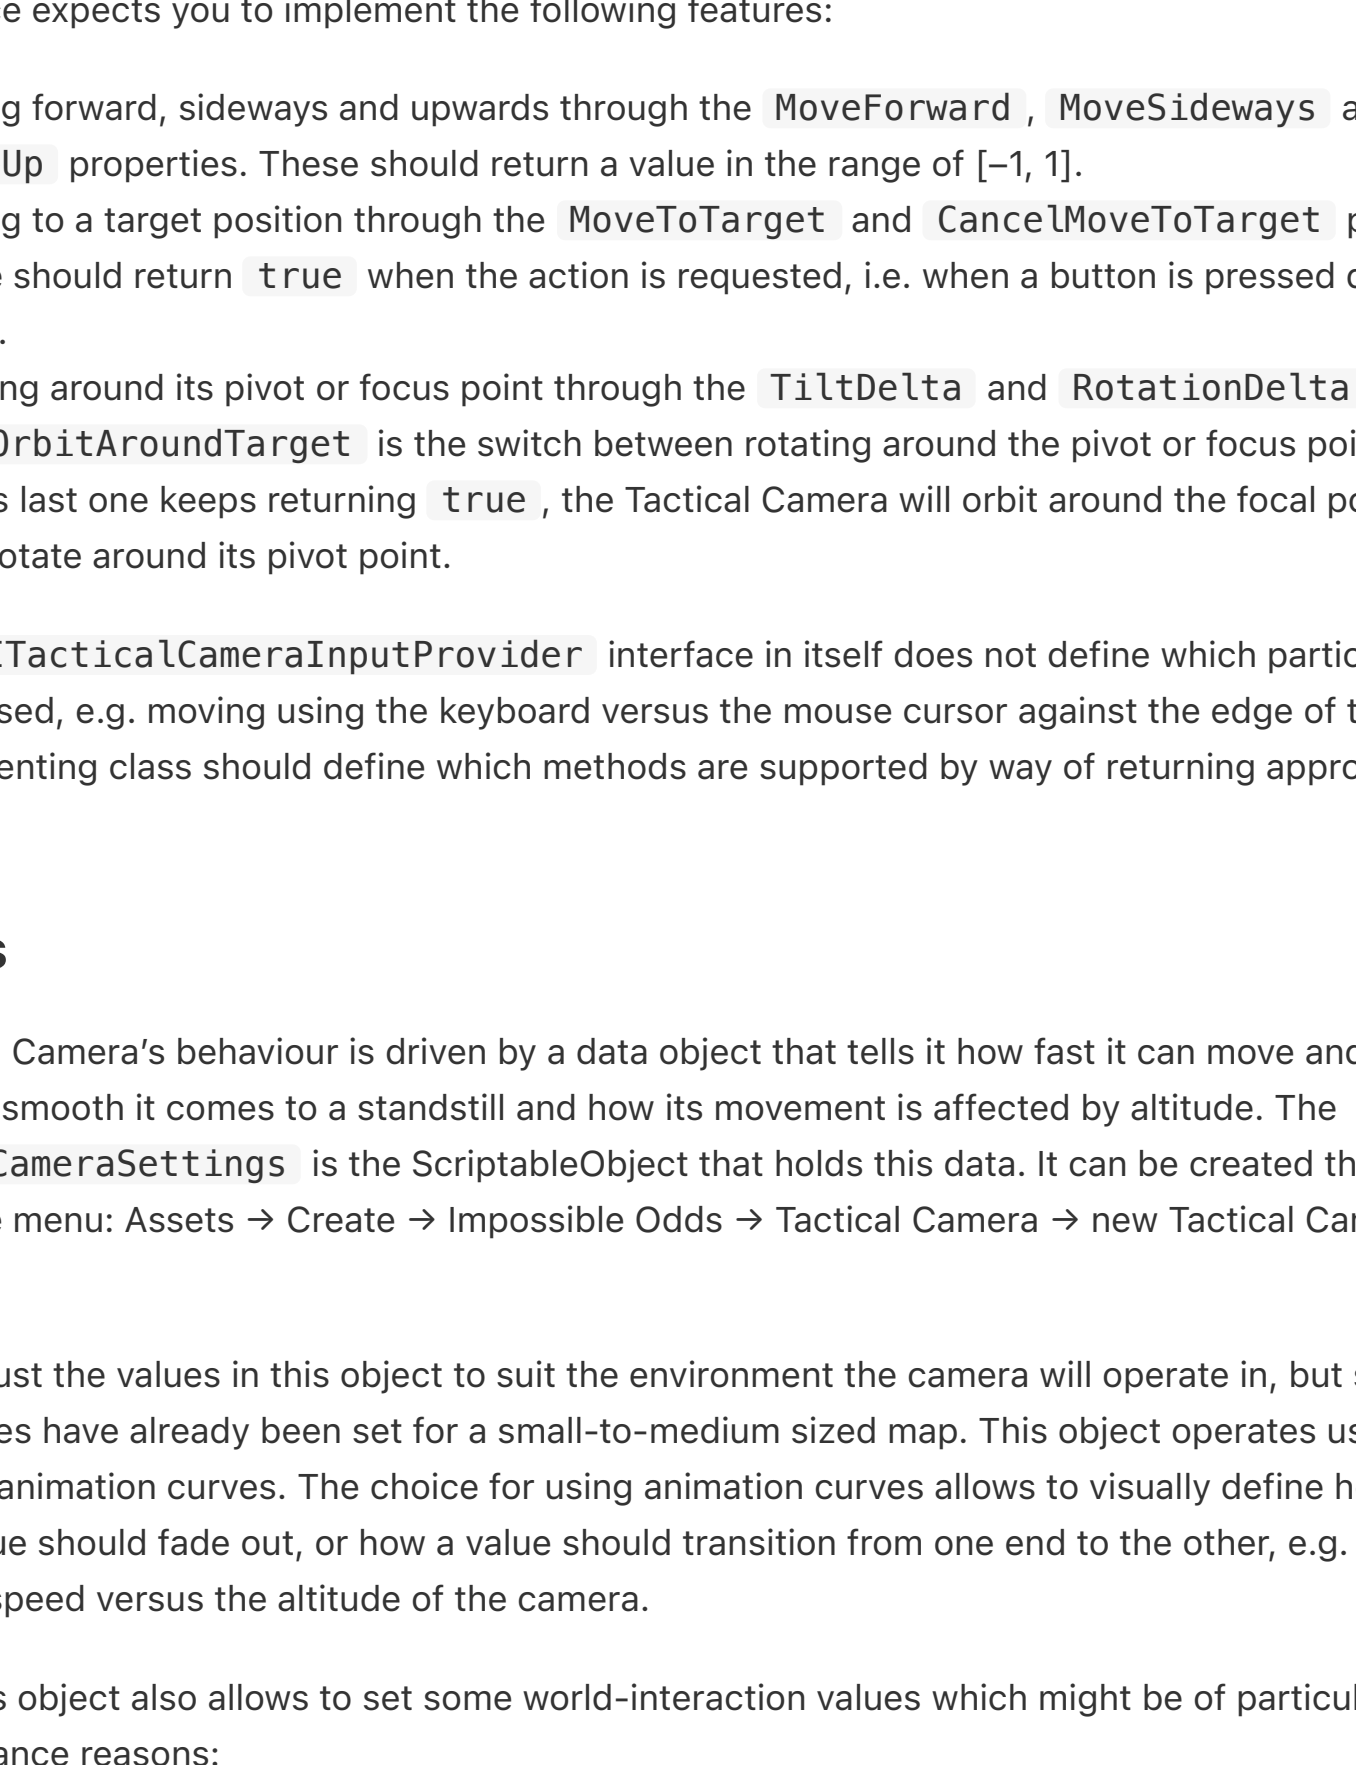 e expects you to implement the following features:
g forward, sideways and upwards through the MoveForward, MoveSideways a
Up properties. These should return a value in the range of [–1, 1].
g to a target position through the MoveToTarget and CancelMoveToTarget p
e should return true when the action is requested, i.e. when a button is pressed o
.
ng around its pivot or focus point through the TiltDelta and RotationDelta
OrbitAroundTarget is the switch between rotating around the pivot or focus poi
s last one keeps returning true, the Tactical Camera will orbit around the focal po
otate around its pivot point.
ITacticalCameraInputProvider interface in itself does not define which partic
sed, e.g. moving using the keyboard versus the mouse cursor against the edge of t
enting class should define which methods are supported by way of returning appro
s
Camera’s behaviour is driven by a data object that tells it how fast it can move and
smooth it comes to a standstill and how its movement is affected by altitude. The
CameraSettings is the ScriptableObject that holds this data. It can be created th
e menu: Assets → Create → Impossible Odds → Tactical Camera → new Tactical Car
ust the values in this object to suit the environment the camera will operate in, but s
es have already been set for a small-to-medium sized map. This object operates us
animation curves. The choice for using animation curves allows to visually define h
ue should fade out, or how a value should transition from one end to the other, e.g.
speed versus the altitude of the camera.
s object also allows to set some world-interaction values which might be of particul
ance reasons: